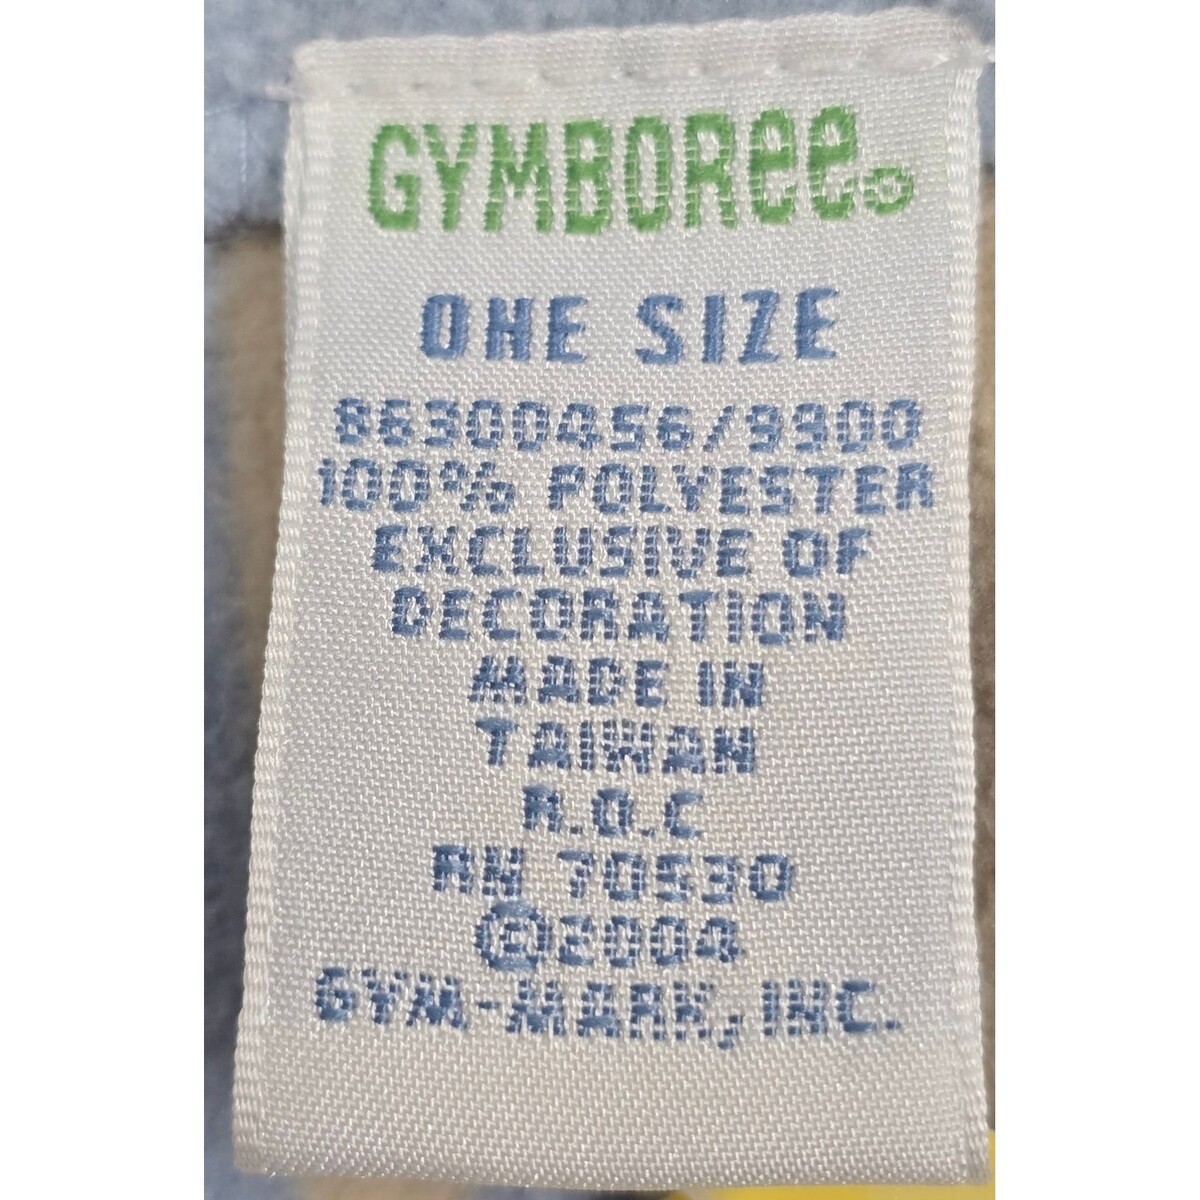 GYMBORee®
ONE SIZE
86300456/9900
100% POLYESTER
EXCLUSIVE OF
DECORATION
MADE IN
TAIWAN
R.O.C
RN 70530
©2004
GYM-MARK, INC.